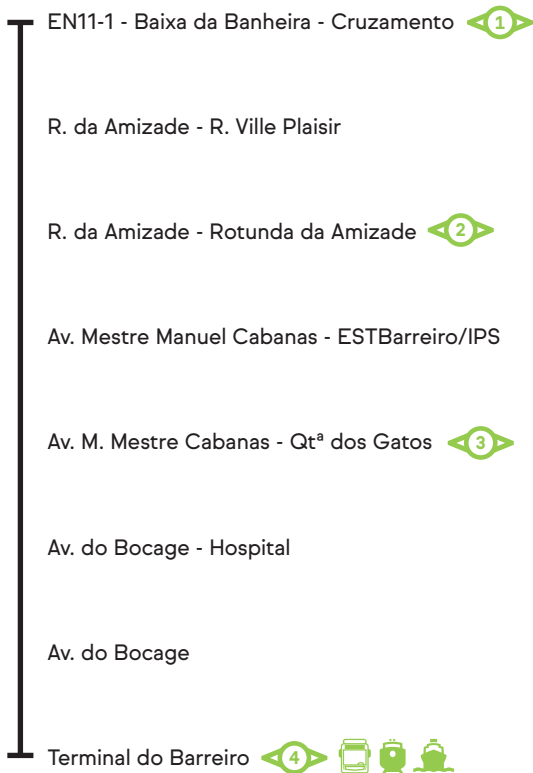 EN11-1 - Baixa da Banheira - Cruzamento 1
R. da Amizade - R. Ville Plaisir
R. da Amizade - Rotunda da Amizade 2
Av. Mestre Manuel Cabanas - ESTBarreiro/IPS
Av. M. Mestre Cabanas - Qtª dos Gatos 3
Av. do Bocage - Hospital
Av. do Bocage
Terminal do Barreiro 4